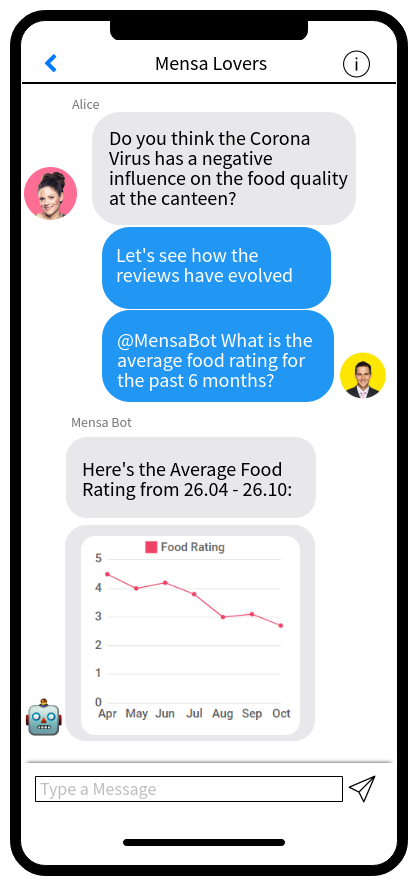 Mensa Lovers
i
Alice
Do you think the Corona
Virus has a negative
influence on the food quality
at the canteen?
Let's see how the
reviews have evolved
@MensaBot What is the
average food rating for
the past 6 months?
Mensa Bot
Here's the Average Food
Rating from 26.04 - 26.10:
Food Rating
5
4
3
2
1
0
Apr May Jun Jul Aug Sep Oct
Type a Message